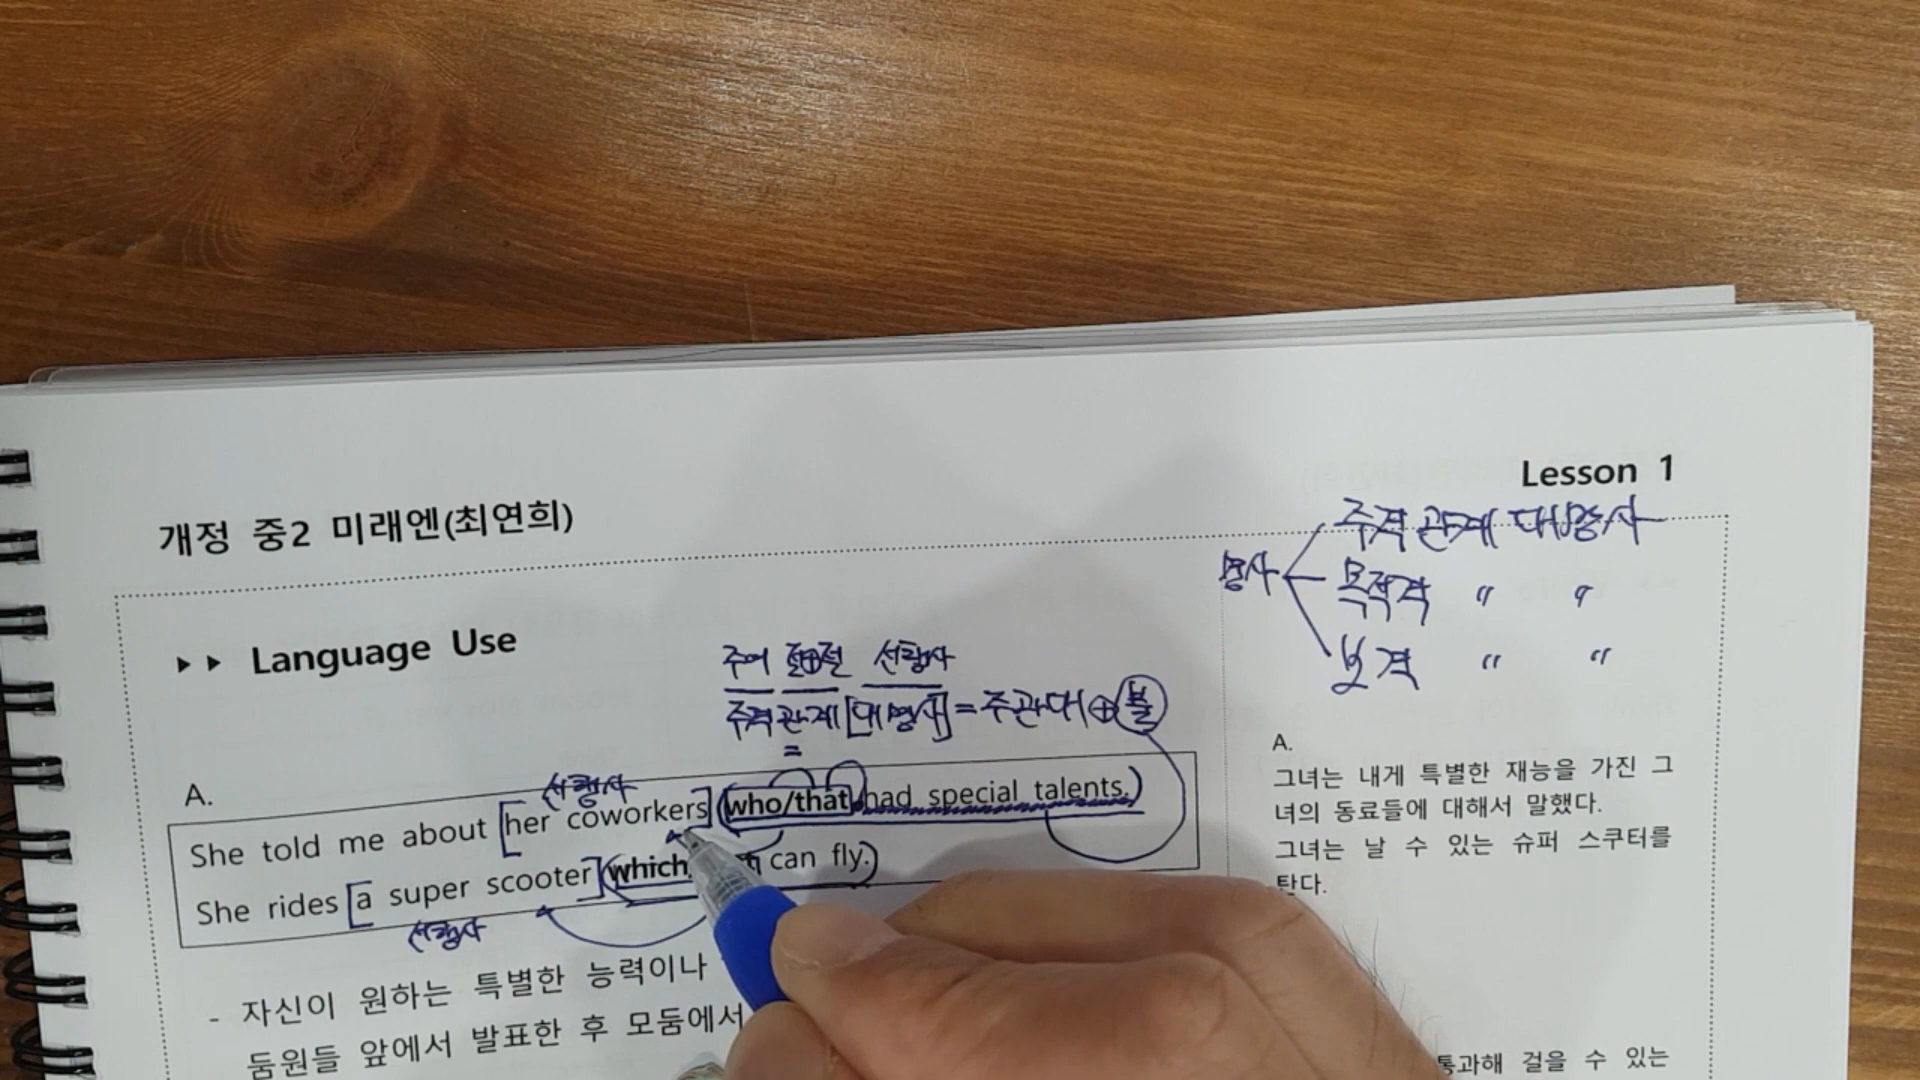 Lesson 1
개정 중2 미래엔(최연희)
주격 관계 대명사
명사
목적격 〃 〃
보격 〃 〃
▶ ▶ Language Use
주어 선행사
주격 관계 [대명사] = 주관대 ⊕ 불
=
A.
선행사
She told me about [her coworkers] (who/that had special talents.)
She rides [a super scooter] (which can fly.)
선행사
- 자신이 원하는 특별한 능력이나
둠원들 앞에서 발표한 후 모둠에서
A.
그녀는 내게 특별한 재능을 가진 그
녀의 동료들에 대해서 말했다.
그녀는 날 수 있는 슈퍼 스쿠터를
탄다.
통과해 걸을 수 있는